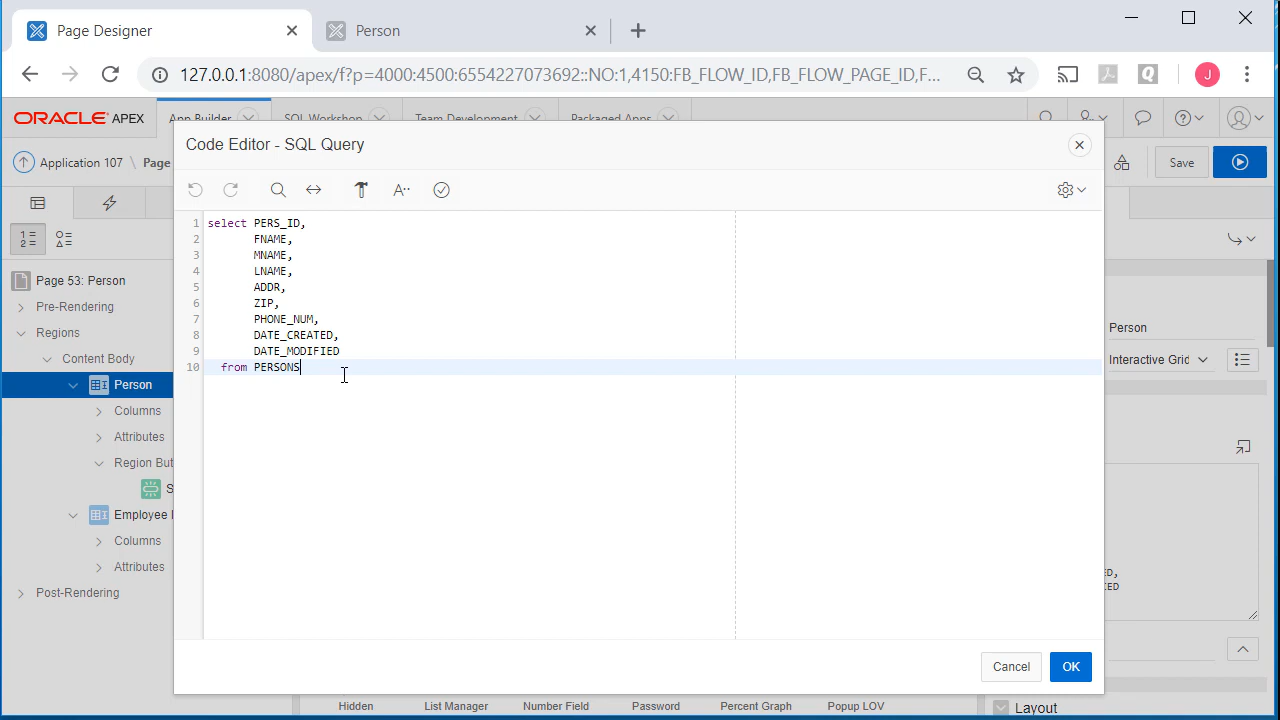 Page Designer
Person
127.0.0.1:8080/apex/f?p=4000:4500:6554227073692::NO:1,4150:FB_FLOW_ID,FB_FLOW_PAGE_ID,F...
J
ORACLE APEX
App Builder
SQL Workshop
Team Development
Packaged Apps
Application 107 \ Page
Save
Code Editor - SQL Query
1 select PERS_ID,
2 FNAME,
3 MNAME,
4 LNAME,
5 ADDR,
6 ZIP,
7 PHONE_NUM,
8 DATE_CREATED,
9 DATE_MODIFIED
10 from PERSONS
Page 53: Person
Pre-Rendering
Regions
Content Body
Person
Columns
Attributes
Region But
S
Employee
Columns
Attributes
Post-Rendering
Person
Interactive Grid
ED,
IED
Cancel
OK
Hidden
List Manager
Number Field
Password
Percent Graph
Popup LOV
Layout